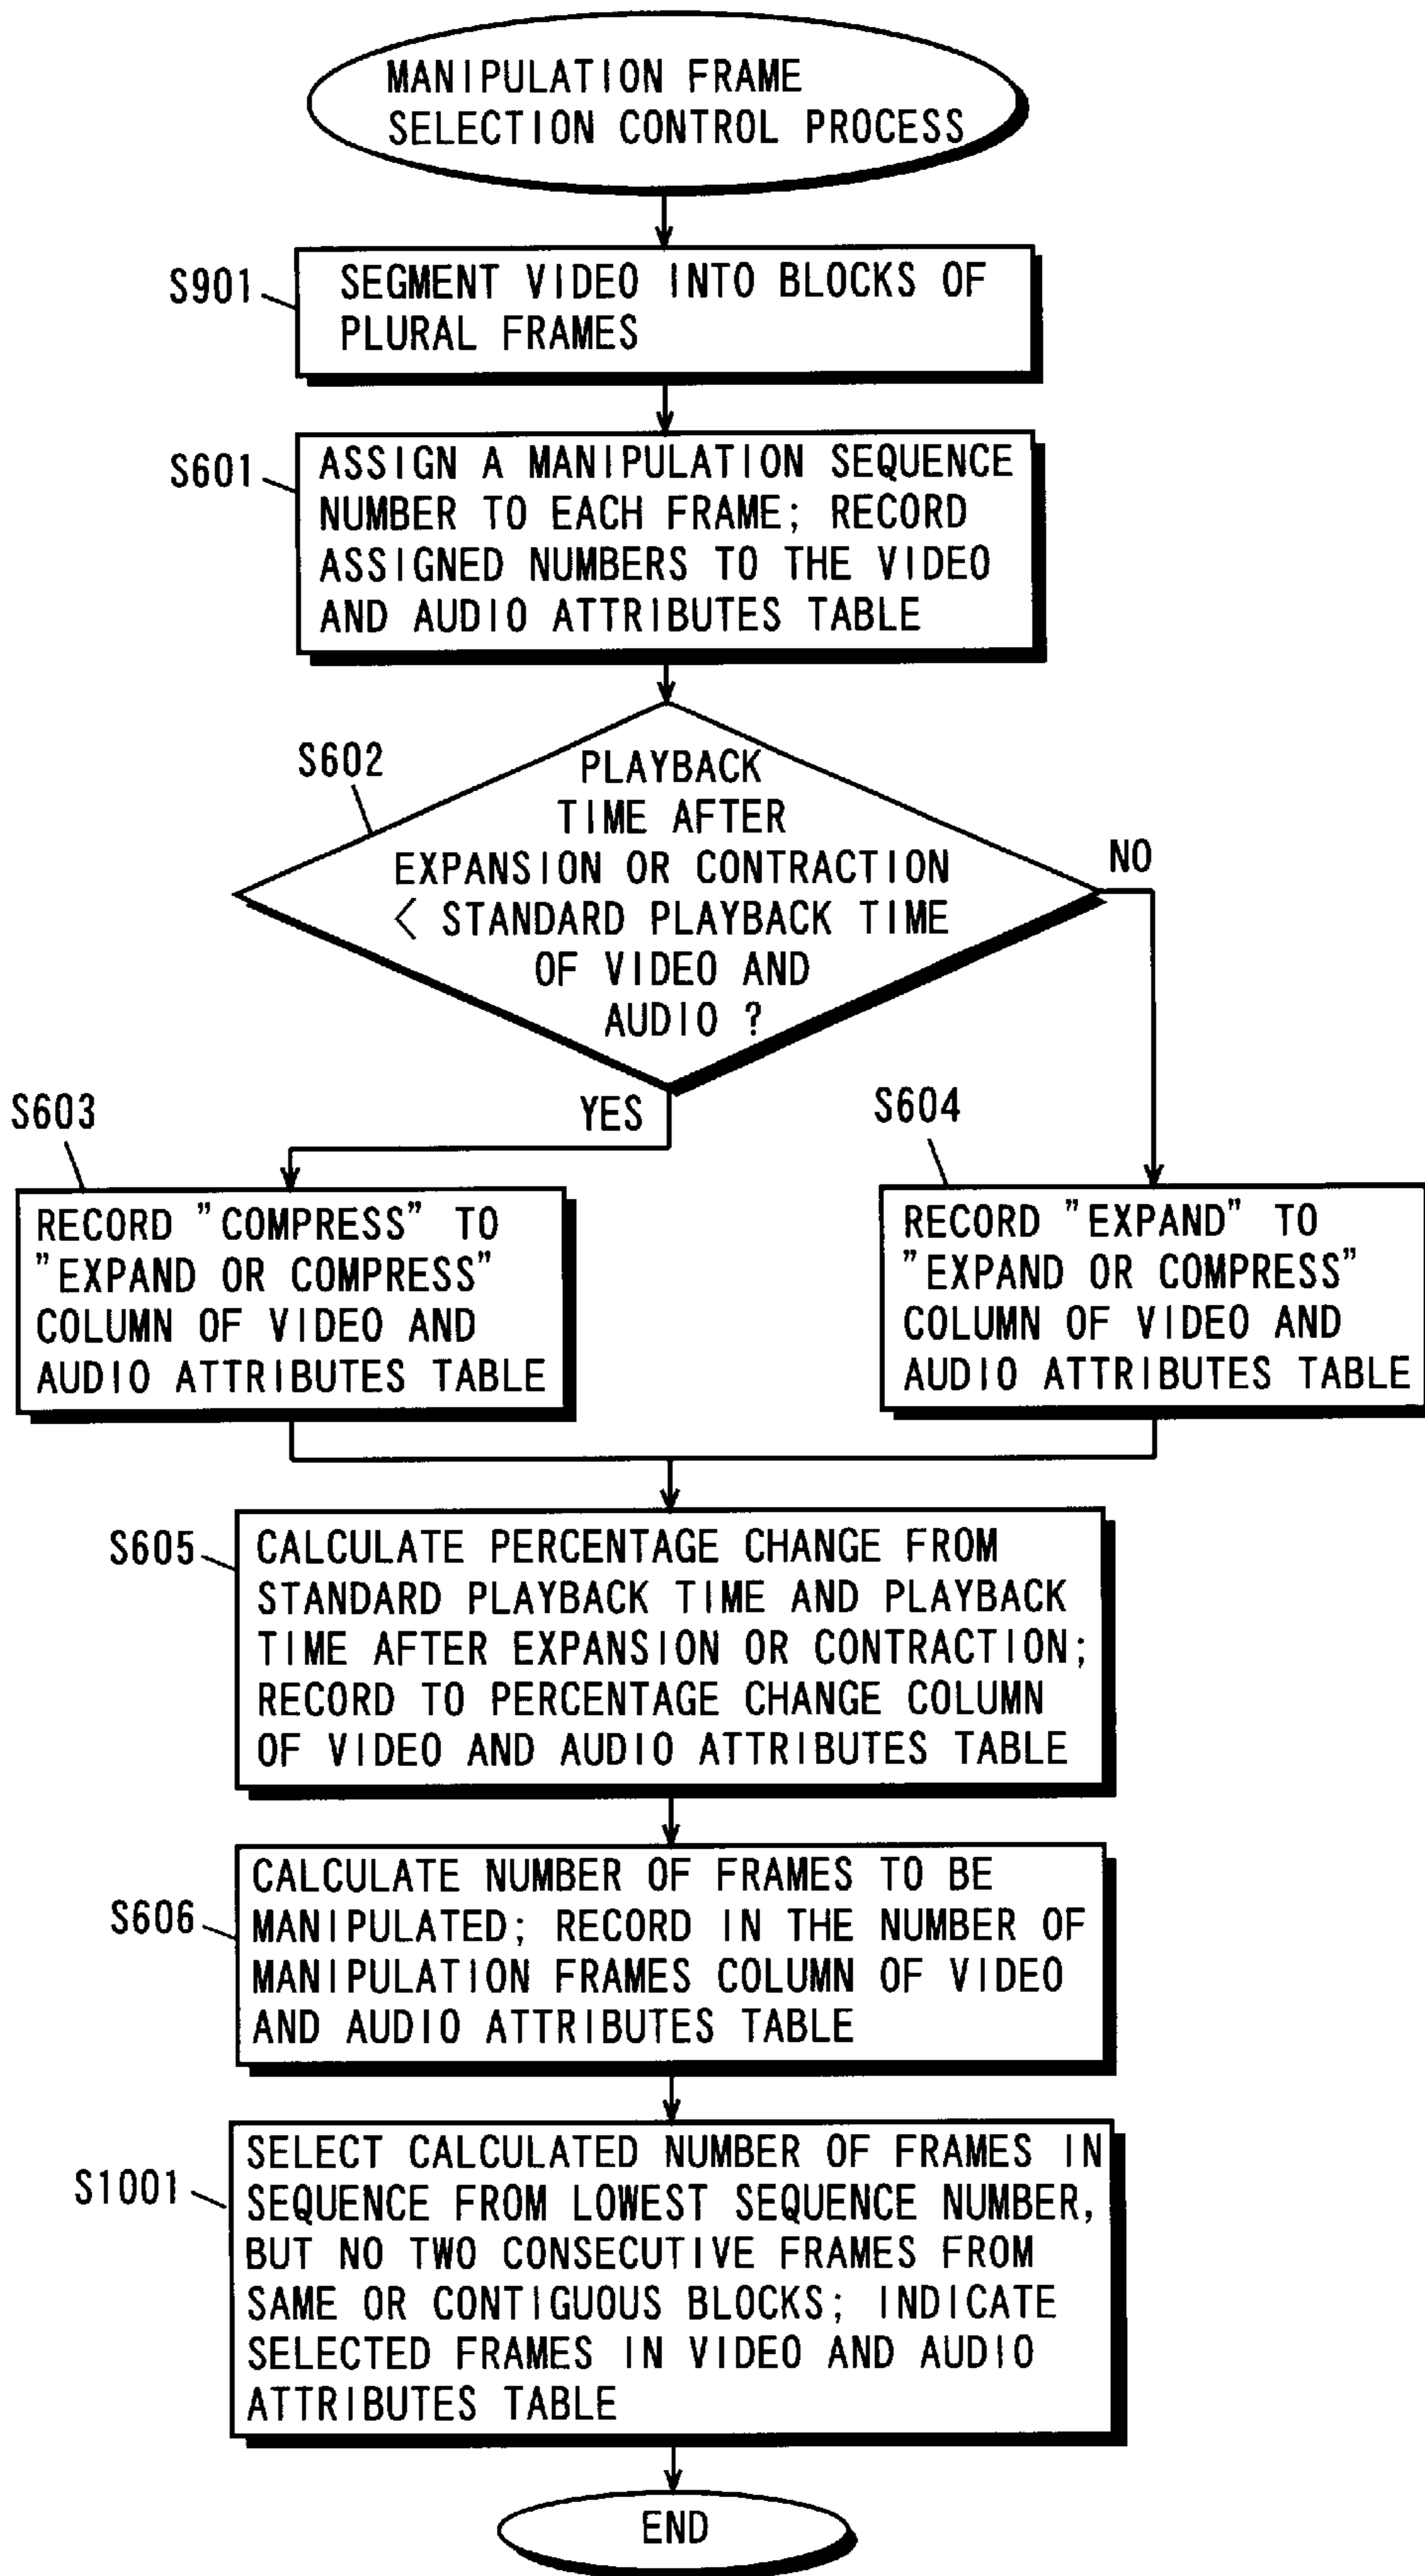 MANIPULATION FRAME
SELECTION CONTROL PROCESS
S901
SEGMENT VIDEO INTO BLOCKS OF
PLURAL FRAMES
S601
ASSIGN A MANIPULATION SEQUENCE
NUMBER TO EACH FRAME; RECORD
ASSIGNED NUMBERS TO THE VIDEO
AND AUDIO ATTRIBUTES TABLE
S602
PLAYBACK
TIME AFTER
EXPANSION OR CONTRACTION
< STANDARD PLAYBACK TIME
OF VIDEO AND
AUDIO ?
NO
YES
S603
RECORD "COMPRESS" TO
"EXPAND OR COMPRESS"
COLUMN OF VIDEO AND
AUDIO ATTRIBUTES TABLE
S604
RECORD "EXPAND" TO
"EXPAND OR COMPRESS"
COLUMN OF VIDEO AND
AUDIO ATTRIBUTES TABLE
S605
CALCULATE PERCENTAGE CHANGE FROM
STANDARD PLAYBACK TIME AND PLAYBACK
TIME AFTER EXPANSION OR CONTRACTION;
RECORD TO PERCENTAGE CHANGE COLUMN
OF VIDEO AND AUDIO ATTRIBUTES TABLE
S606
CALCULATE NUMBER OF FRAMES TO BE
MANIPULATED; RECORD IN THE NUMBER OF
MANIPULATION FRAMES COLUMN OF VIDEO
AND AUDIO ATTRIBUTES TABLE
S1001
SELECT CALCULATED NUMBER OF FRAMES IN
SEQUENCE FROM LOWEST SEQUENCE NUMBER,
BUT NO TWO CONSECUTIVE FRAMES FROM
SAME OR CONTIGUOUS BLOCKS; INDICATE
SELECTED FRAMES IN VIDEO AND AUDIO
ATTRIBUTES TABLE
END